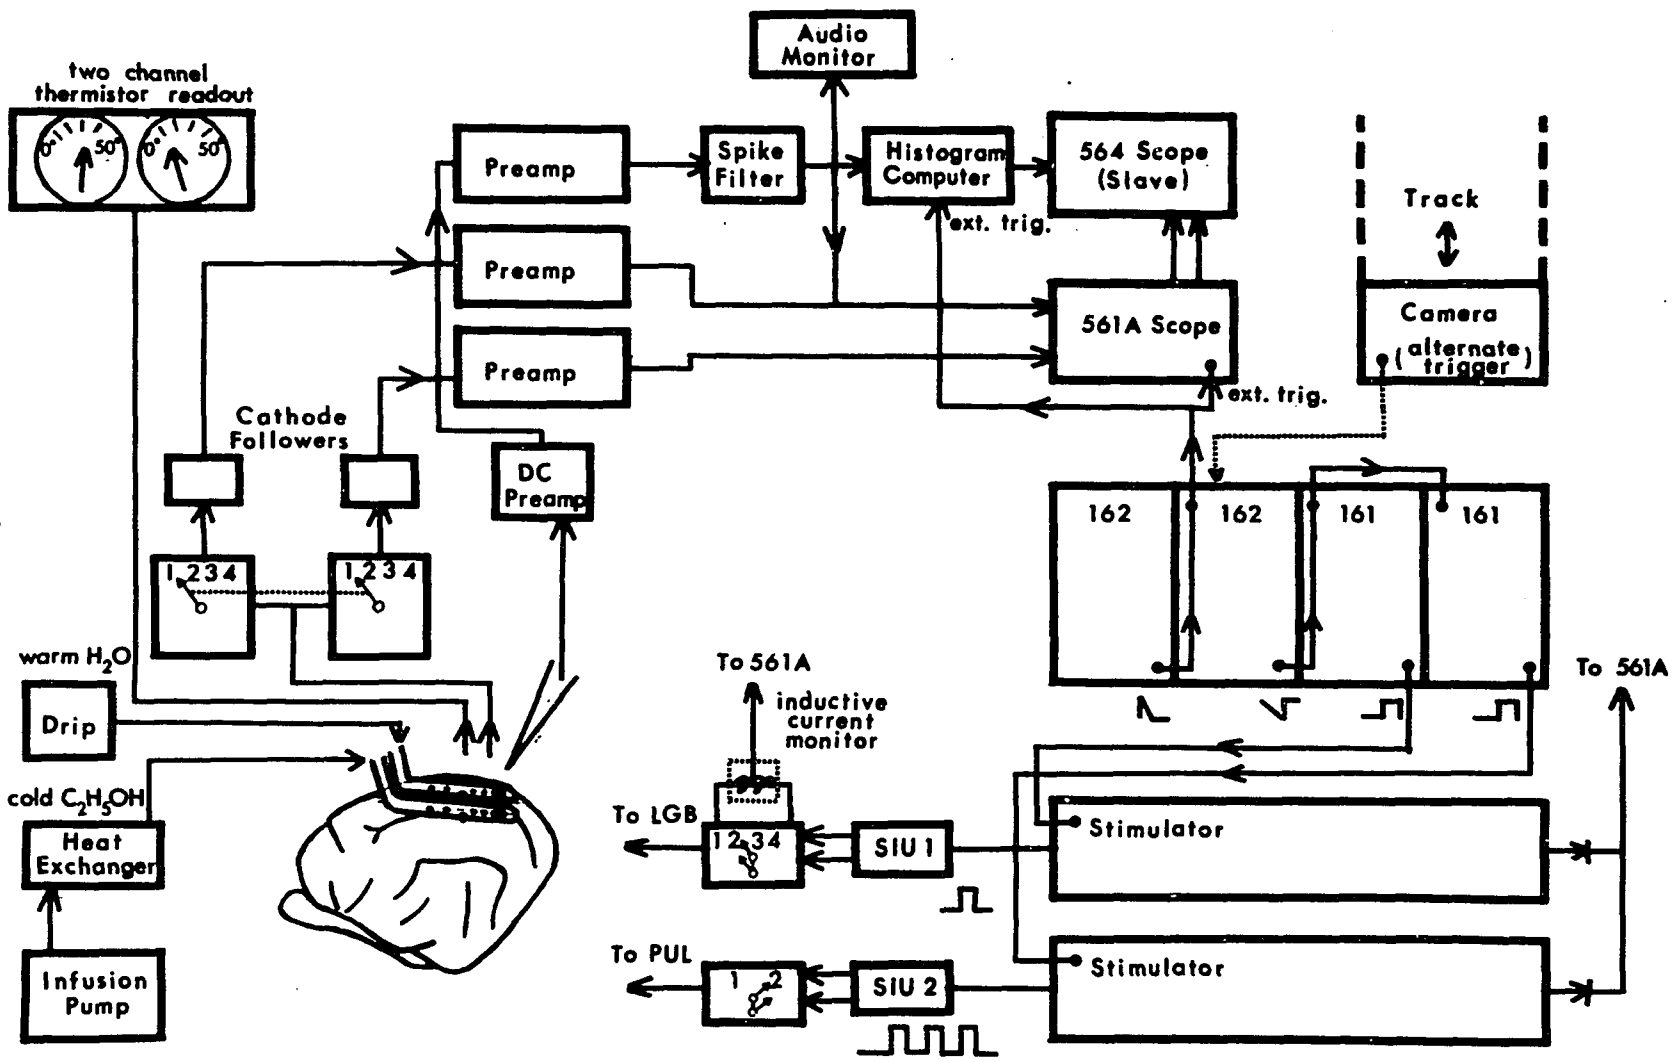 Audio
Monitor
two channel
thermistor readout
0° 50° 0° 50°
Preamp
Spike
Filter
Histogram
Computer
564 Scope
(Slave)
ext. trig.
Track
Preamp
561A Scope
Camera
(alternate
trigger)
Preamp
ext. trig.
Cathode
Followers
DC
Preamp
162 162 161 161
1 2 3 4
1 2 3 4
warm H2O
Drip
To 561A
inductive
current
monitor
To 561A
cold C2H5OH
Heat
Exchanger
To LGB
1 2 3 4
SIU 1
Stimulator
Infusion
Pump
To PUL
1 2
SIU 2
Stimulator